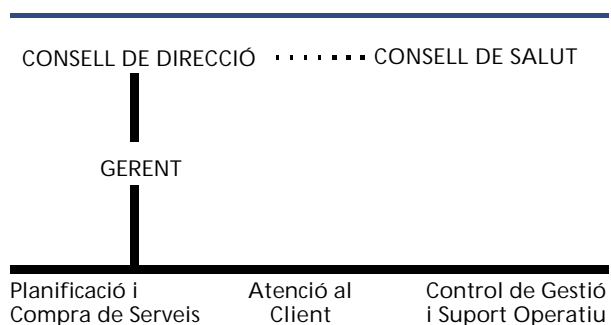 CONSELL DE DIRECCIÓ CONSELL DE SALUT
GERENT
Planificació i Atenció al Control de Gestió
Compra de Serveis Client i Suport Operatiu